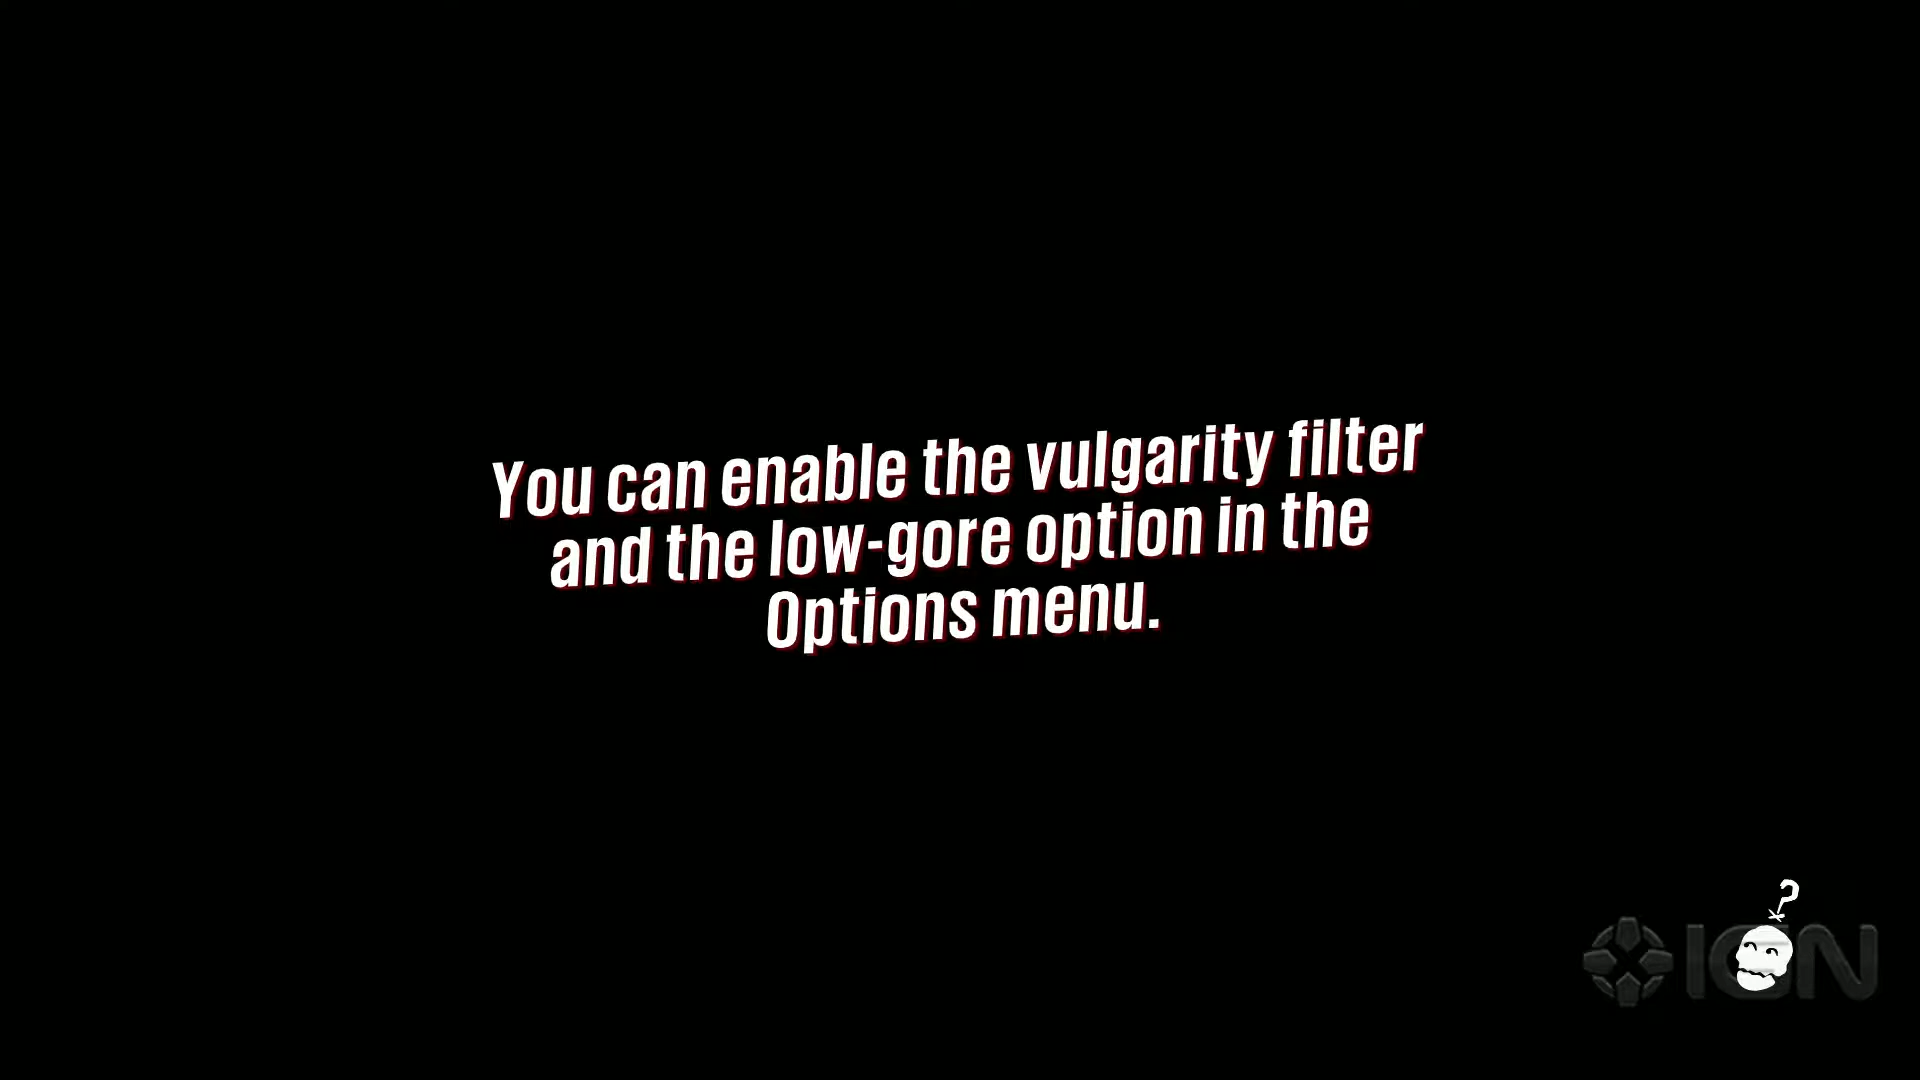 You can enable the vulgarity filter
and the low-gore option in the
Options menu.
?
IGN